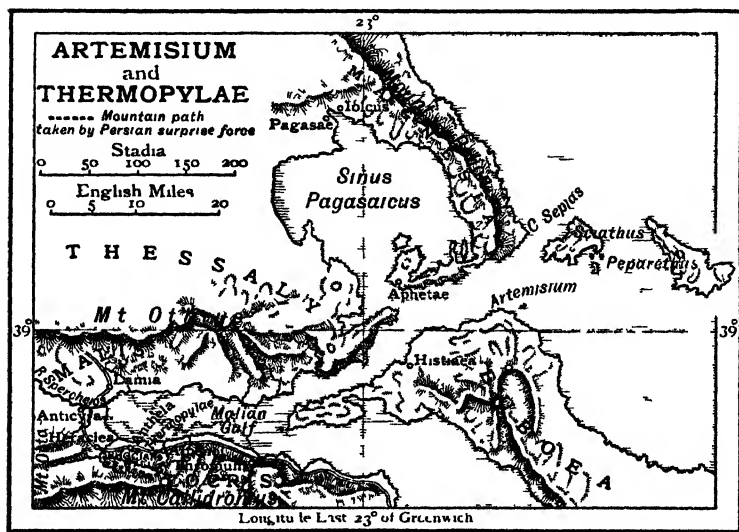 23°
ARTEMISIUM
and
THERMOPYLAE
Mountain path
taken by Persian surprise force
Stadia
0 50 100 150 200
English Miles
0 5 10 20
Iolcus
Pagasae
Sinus
Pagasaicus
C. Sepias
Sciathus
Peparethus
THESSALY
Aphetae
Artemisium
39°
39°
Histiaea
Lamia
R. Spercheus
Anticyra
Anthela
Thermopylae
Malian
Gulf
EUBOEA
LOCRIS
Mt Callidromus
Longitude East 23° of Greenwich